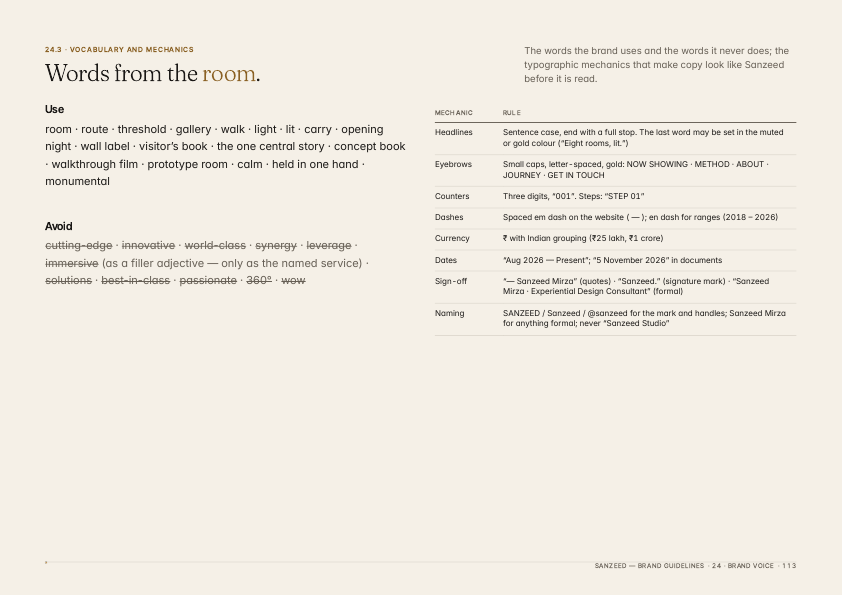 24.3 · VOCABULARY AND MECHANICS
Words from the room.
The words the brand uses and the words it never does; the
typographic mechanics that make copy look like Sanzeed
before it is read.
Use
room · route · threshold · gallery · walk · light · lit · carry · opening
night · wall label · visitor’s book · the one central story · concept book
· walkthrough film · prototype room · calm · held in one hand ·
monumental
Avoid
cutting-edge · innovative · world-class · synergy · leverage ·
immersive (as a filler adjective — only as the named service) ·
solutions · best-in-class · passionate · 360° · wow
MECHANIC RULE
Headlines Sentence case, end with a full stop. The last word may be set in the muted
or gold colour (“Eight rooms, lit.”)
Eyebrows Small caps, letter-spaced, gold: NOW SHOWING · METHOD · ABOUT ·
JOURNEY · GET IN TOUCH
Counters Three digits, “001”. Steps: “STEP 01”
Dashes Spaced em dash on the website ( — ); en dash for ranges (2018 – 2026)
Currency ₹ with Indian grouping (₹25 lakh, ₹1 crore)
Dates “Aug 2026 — Present”; “5 November 2026” in documents
Sign-off “— Sanzeed Mirza” (quotes) · “Sanzeed.” (signature mark) · “Sanzeed
Mirza · Experiential Design Consultant” (formal)
Naming SANZEED / Sanzeed / @sanzeed for the mark and handles; Sanzeed Mirza
for anything formal; never “Sanzeed Studio”
SANZEED — BRAND GUIDELINES · 24 · BRAND VOICE · 113